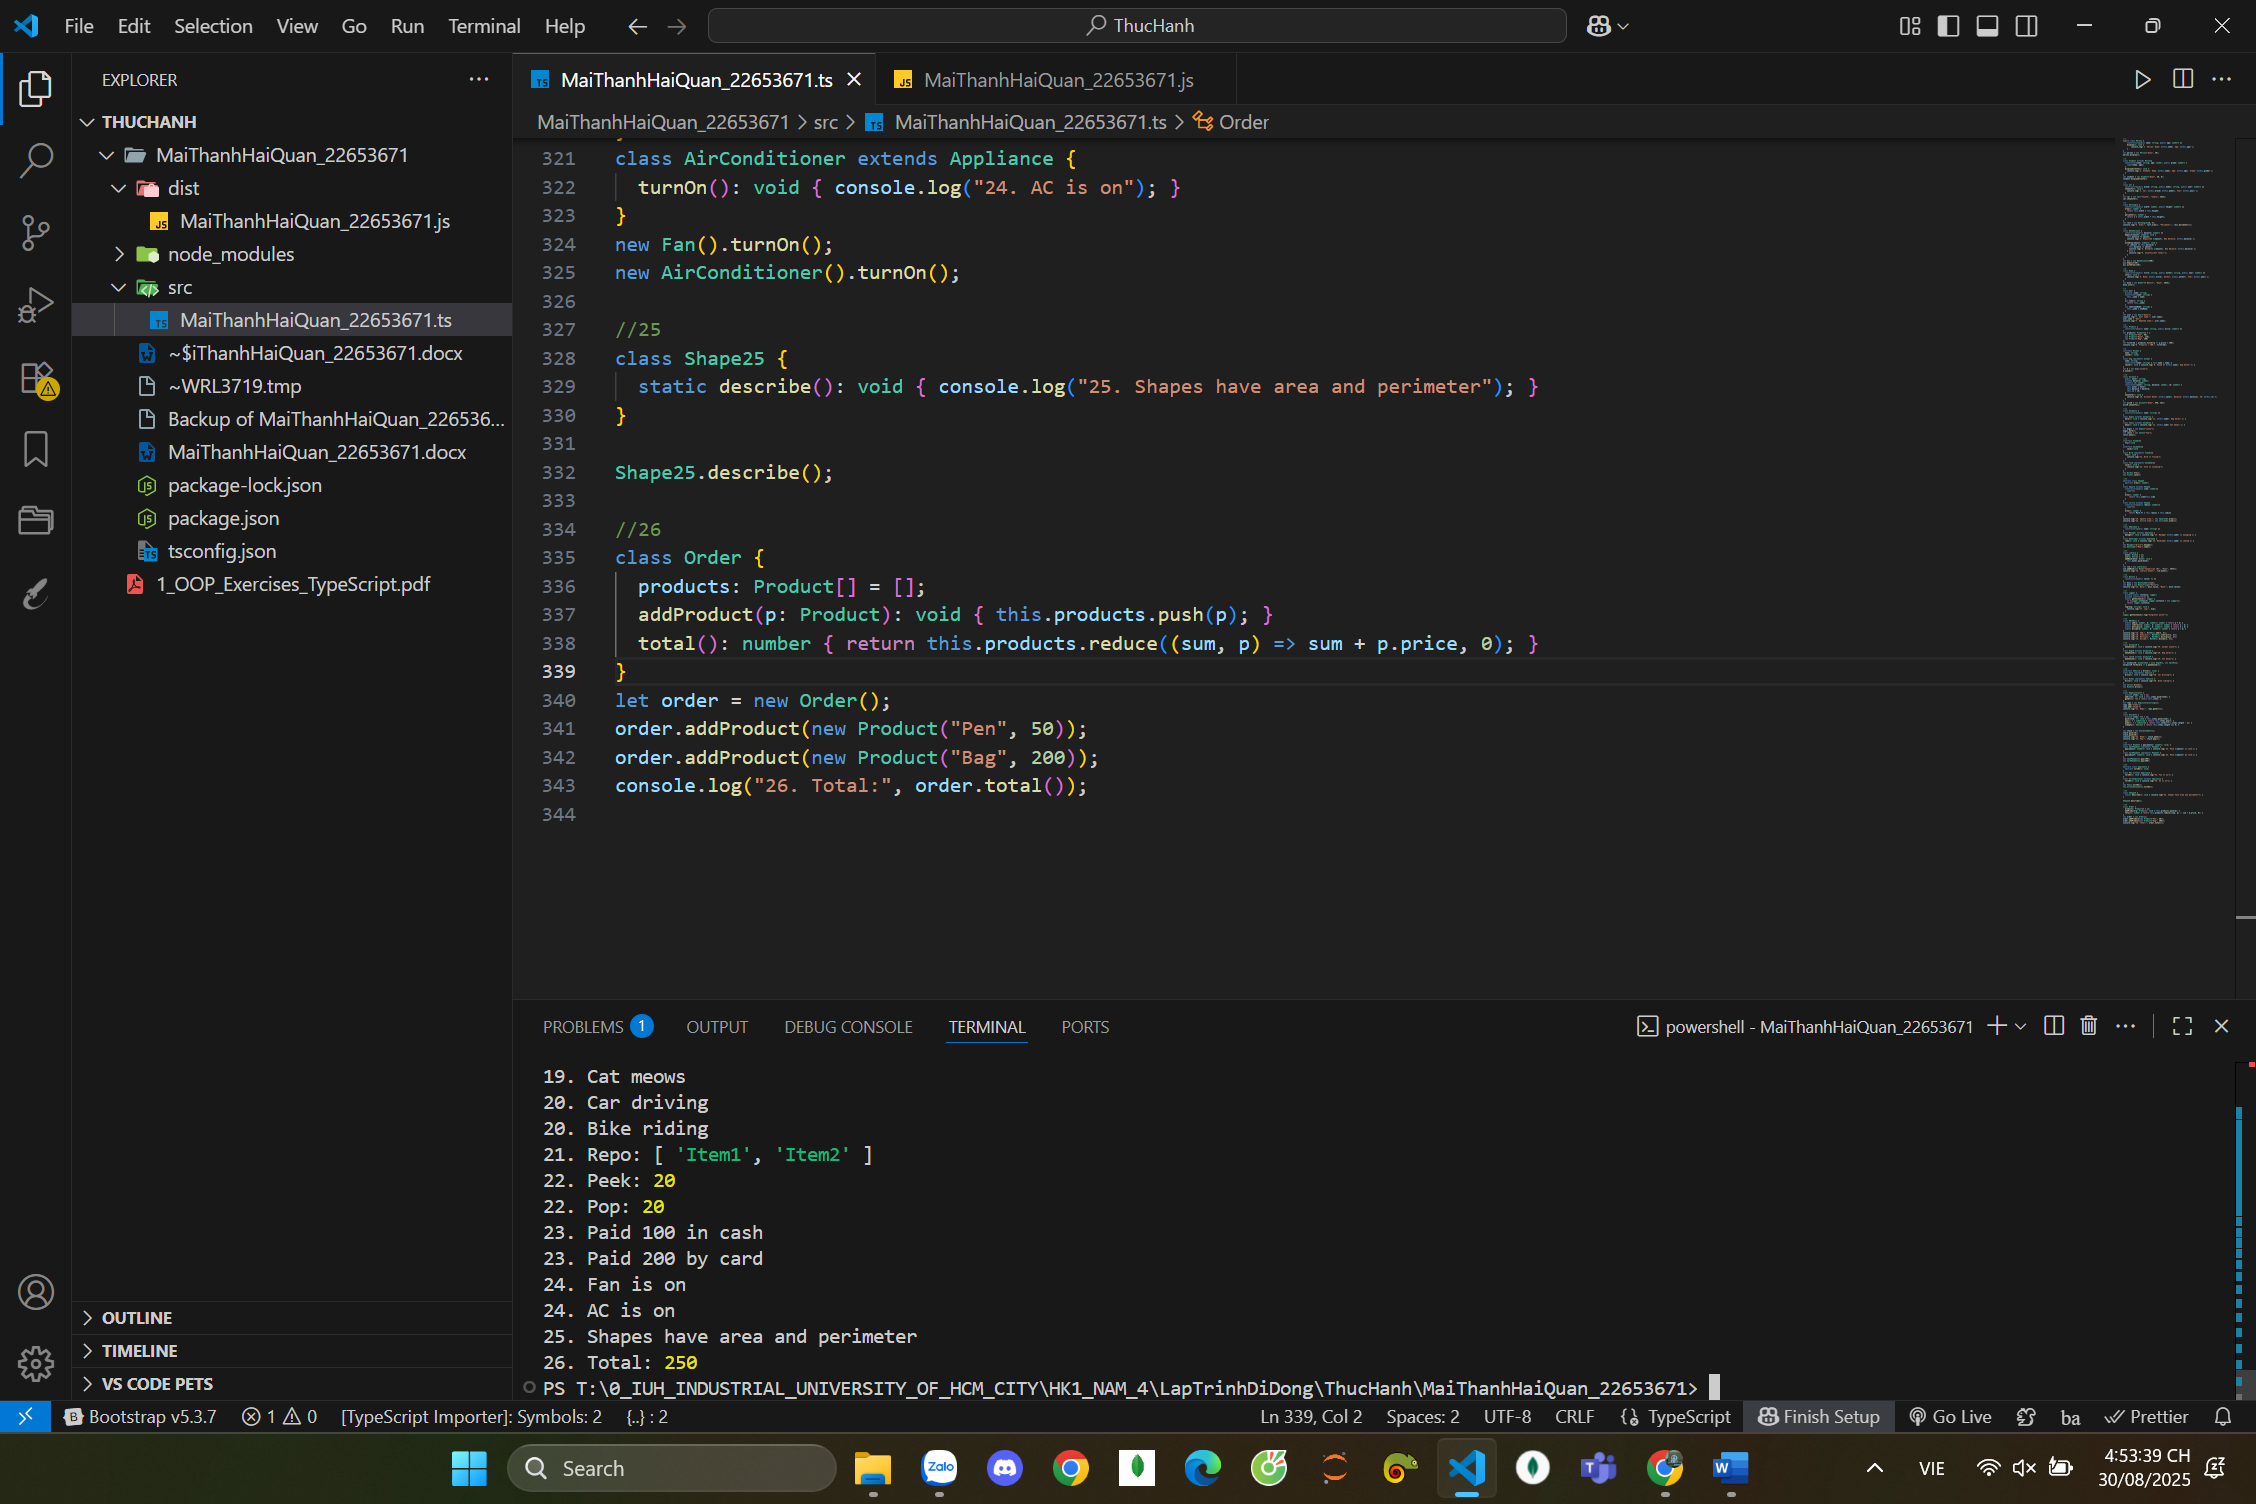 File Edit Selection View Go Run Terminal Help
ThucHanh
EXPLORER
THUCHANH
MaiThanhHaiQuan_22653671
dist
MaiThanhHaiQuan_22653671.js
node_modules
src
MaiThanhHaiQuan_22653671.ts
~$iThanhHaiQuan_22653671.docx
~WRL3719.tmp
Backup of MaiThanhHaiQuan_226536...
MaiThanhHaiQuan_22653671.docx
package-lock.json
package.json
tsconfig.json
1_OOP_Exercises_TypeScript.pdf
OUTLINE
TIMELINE
VS CODE PETS
MaiThanhHaiQuan_22653671.ts MaiThanhHaiQuan_22653671.js
MaiThanhHaiQuan_22653671 > src > MaiThanhHaiQuan_22653671.ts > Order
321 class AirConditioner extends Appliance {
322   turnOn(): void { console.log("24. AC is on"); }
323 }
324 new Fan().turnOn();
325 new AirConditioner().turnOn();
326
327 //25
328 class Shape25 {
329   static describe(): void { console.log("25. Shapes have area and perimeter"); }
330 }
331
332 Shape25.describe();
333
334 //26
335 class Order {
336   products: Product[] = [];
337   addProduct(p: Product): void { this.products.push(p); }
338   total(): number { return this.products.reduce((sum, p) => sum + p.price, 0); }
339 }
340 let order = new Order();
341 order.addProduct(new Product("Pen", 50));
342 order.addProduct(new Product("Bag", 200));
343 console.log("26. Total:", order.total());
344
PROBLEMS 1 OUTPUT DEBUG CONSOLE TERMINAL PORTS
powershell - MaiThanhHaiQuan_22653671
19. Cat meows
20. Car driving
20. Bike riding
21. Repo: [ 'Item1', 'Item2' ]
22. Peek: 20
22. Pop: 20
23. Paid 100 in cash
23. Paid 200 by card
24. Fan is on
24. AC is on
25. Shapes have area and perimeter
26. Total: 250
PS T:\0_IUH_INDUSTRIAL_UNIVERSITY_OF_HCM_CITY\HK1_NAM_4\LapTrinhDiDong\ThucHanh\MaiThanhHaiQuan_22653671>
Bootstrap v5.3.7 1 0 [TypeScript Importer]: Symbols: 2 {..} : 2
Ln 339, Col 2 Spaces: 2 UTF-8 CRLF TypeScript Finish Setup Go Live ba Prettier
Search
Zalo
VIE
4:53:39 CH
30/08/2025